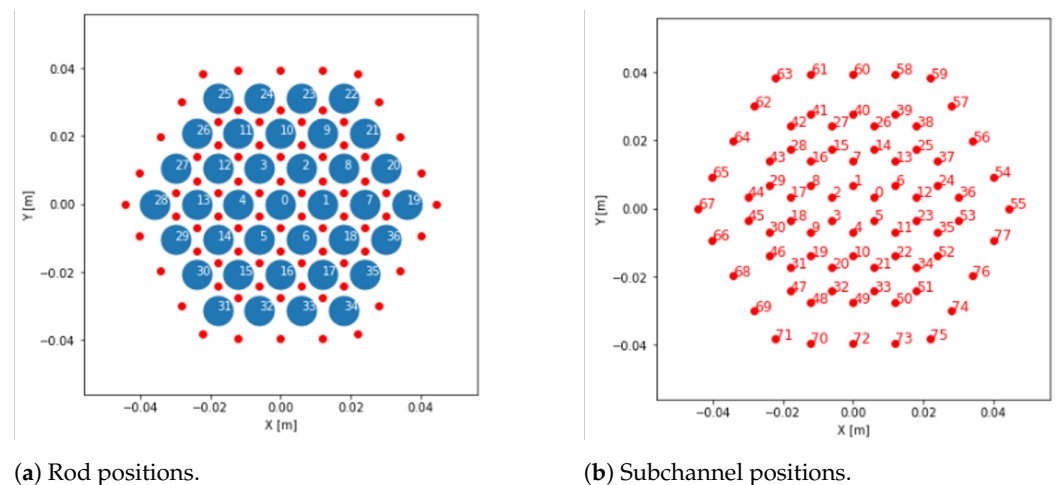 0.04
0.02
0.00
−0.02
−0.04
Y [m]
25 24 23 22
26 11 10 9 21
27 12 3 2 8 20
28 13 4 0 1 7 19
29 14 5 6 18 36
30 15 16 17 35
31 32 33 34
−0.04 −0.02 0.00 0.02 0.04
X [m]
(a) Rod positions.
0.04
0.02
0.00
−0.02
−0.04
Y [m]
63 61 60 58 59
62 57
41 40 39
42 27 26 38
64 56
28 15 14 25
43 16 7 13 37
65 54
29 8 1 6 24
44 17 2 0 12 36
67 55
45 18 3 5 23 53
30 9 4 11 35
66 77
46 19 10 22 52
31 20 21 34
68 76
47 32 33 51
48 49 50
69 74
71 70 72 73 75
−0.04 −0.02 0.00 0.02 0.04
X [m]
(b) Subchannel positions.